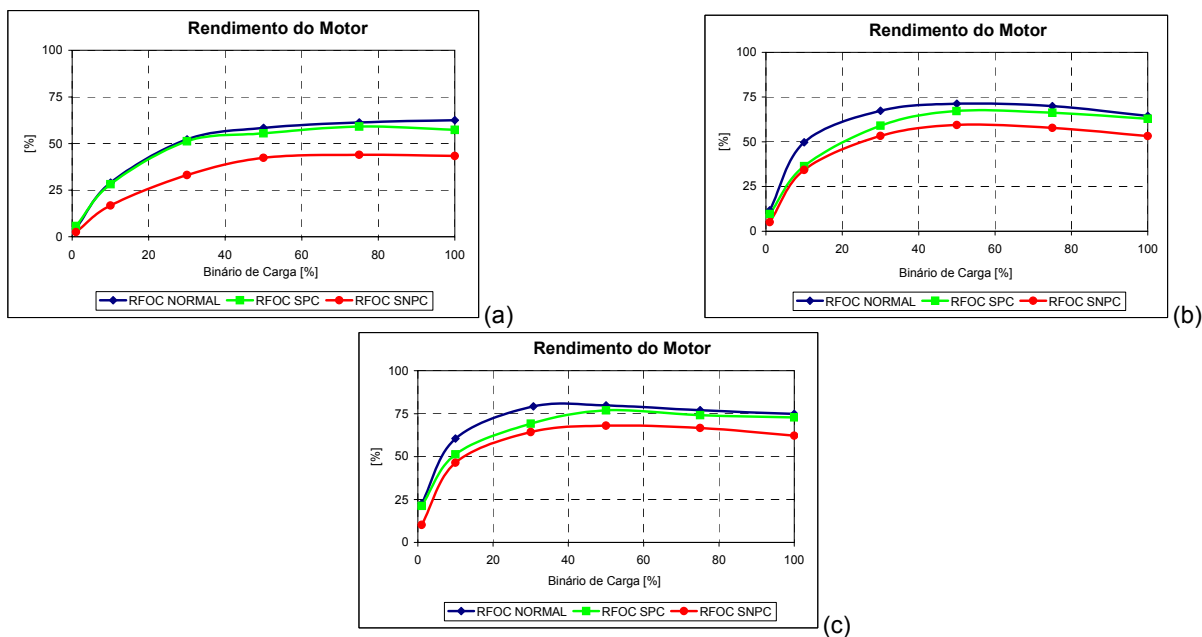 Rendimento do Motor
100
75
50
25
0
[%]
0 20 40 60 80 100
Binário de Carga [%]
RFOC NORMAL RFOC SPC RFOC SNPC
(a)
Rendimento do Motor
100
75
50
25
0
[%]
0 20 40 60 80 100
Binário de Carga [%]
RFOC NORMAL RFOC SPC RFOC SNPC
(b)
Rendimento do Motor
100
75
50
25
0
[%]
0 20 40 60 80 100
Binário de Carga [%]
RFOC NORMAL RFOC SPC RFOC SNPC
(c)